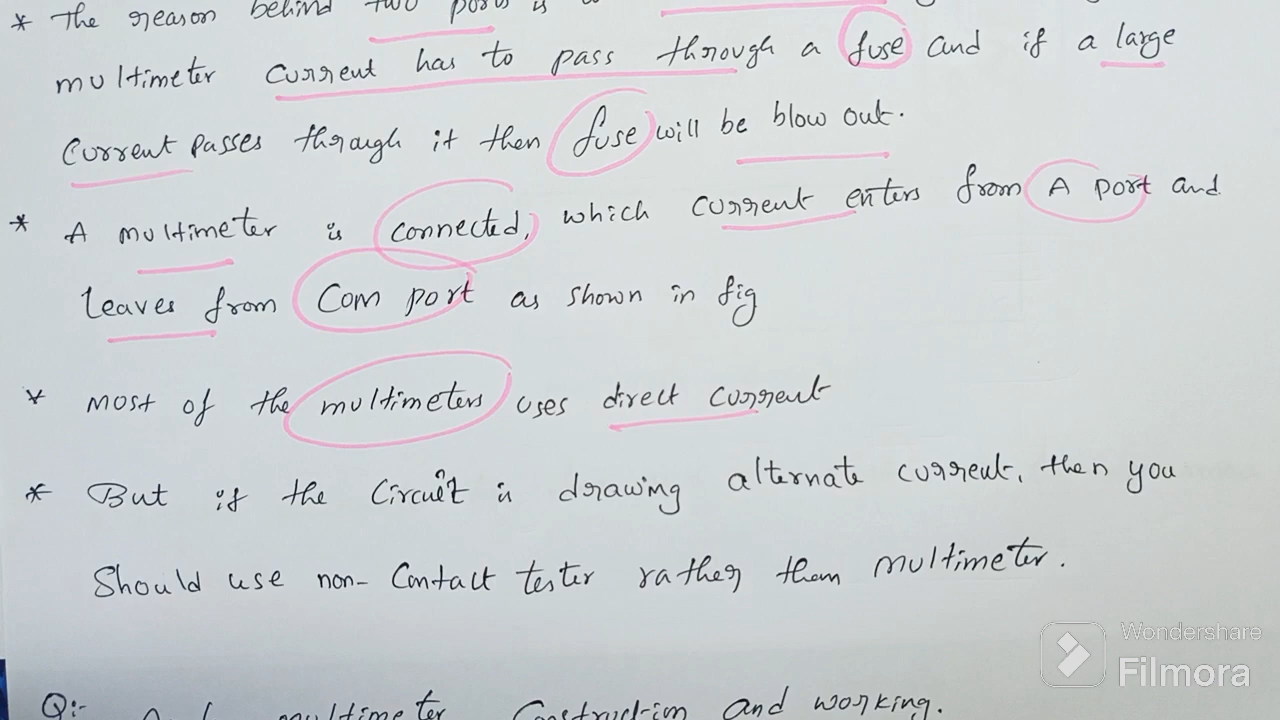 * The reason behind two ports is
multimeter current has to pass through a fuse and if a large
Current passes through it then fuse will be blow out.
* A multimeter is connected, which current enters from A port and
leaves from Com port as shown in fig
* most of the multimeters uses direct current
* But if the circuit is drawing alternate current, then you
Should use non-Contact tester rather them multimeter.
Wondershare
Filmora
Q:- multimeter Construction and working.